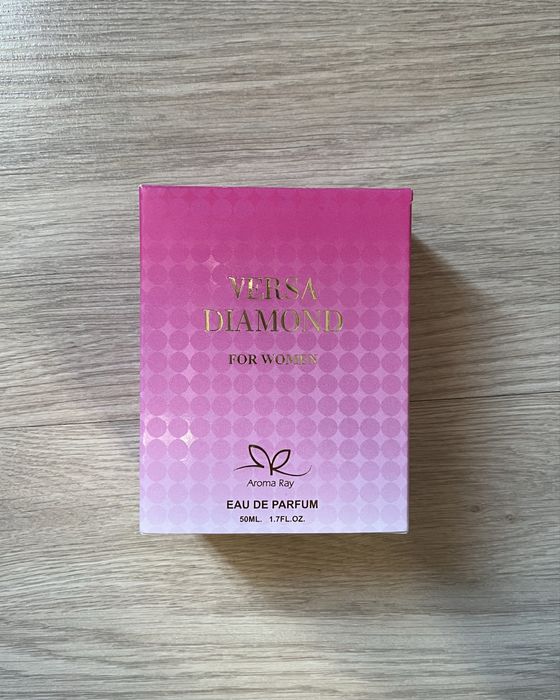 VERSA
DIAMOND
FOR WOMEN
Aroma Ray
EAU DE PARFUM
50ML. 1.7FL.OZ.